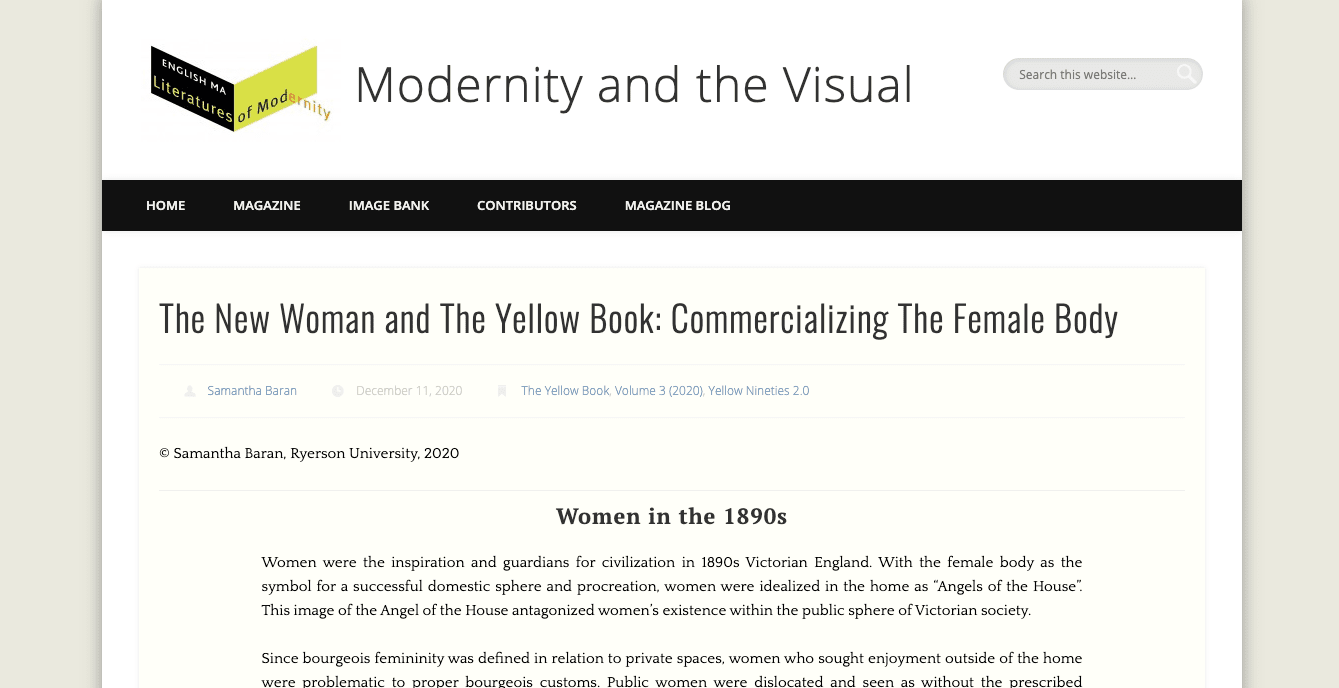 ENGLISH MA
Literatures of Modernity
Modernity and the Visual
Search this website...
HOME MAGAZINE IMAGE BANK CONTRIBUTORS MAGAZINE BLOG
The New Woman and The Yellow Book: Commercializing The Female Body
Samantha Baran December 11, 2020 The Yellow Book, Volume 3 (2020), Yellow Nineties 2.0
© Samantha Baran, Ryerson University, 2020
Women in the 1890s
Women were the inspiration and guardians for civilization in 1890s Victorian England. With the female body as the
symbol for a successful domestic sphere and procreation, women were idealized in the home as “Angels of the House”.
This image of the Angel of the House antagonized women’s existence within the public sphere of Victorian society.
Since bourgeois femininity was defined in relation to private spaces, women who sought enjoyment outside of the home
were problematic to proper bourgeois customs. Public women were dislocated and seen as without the prescribed